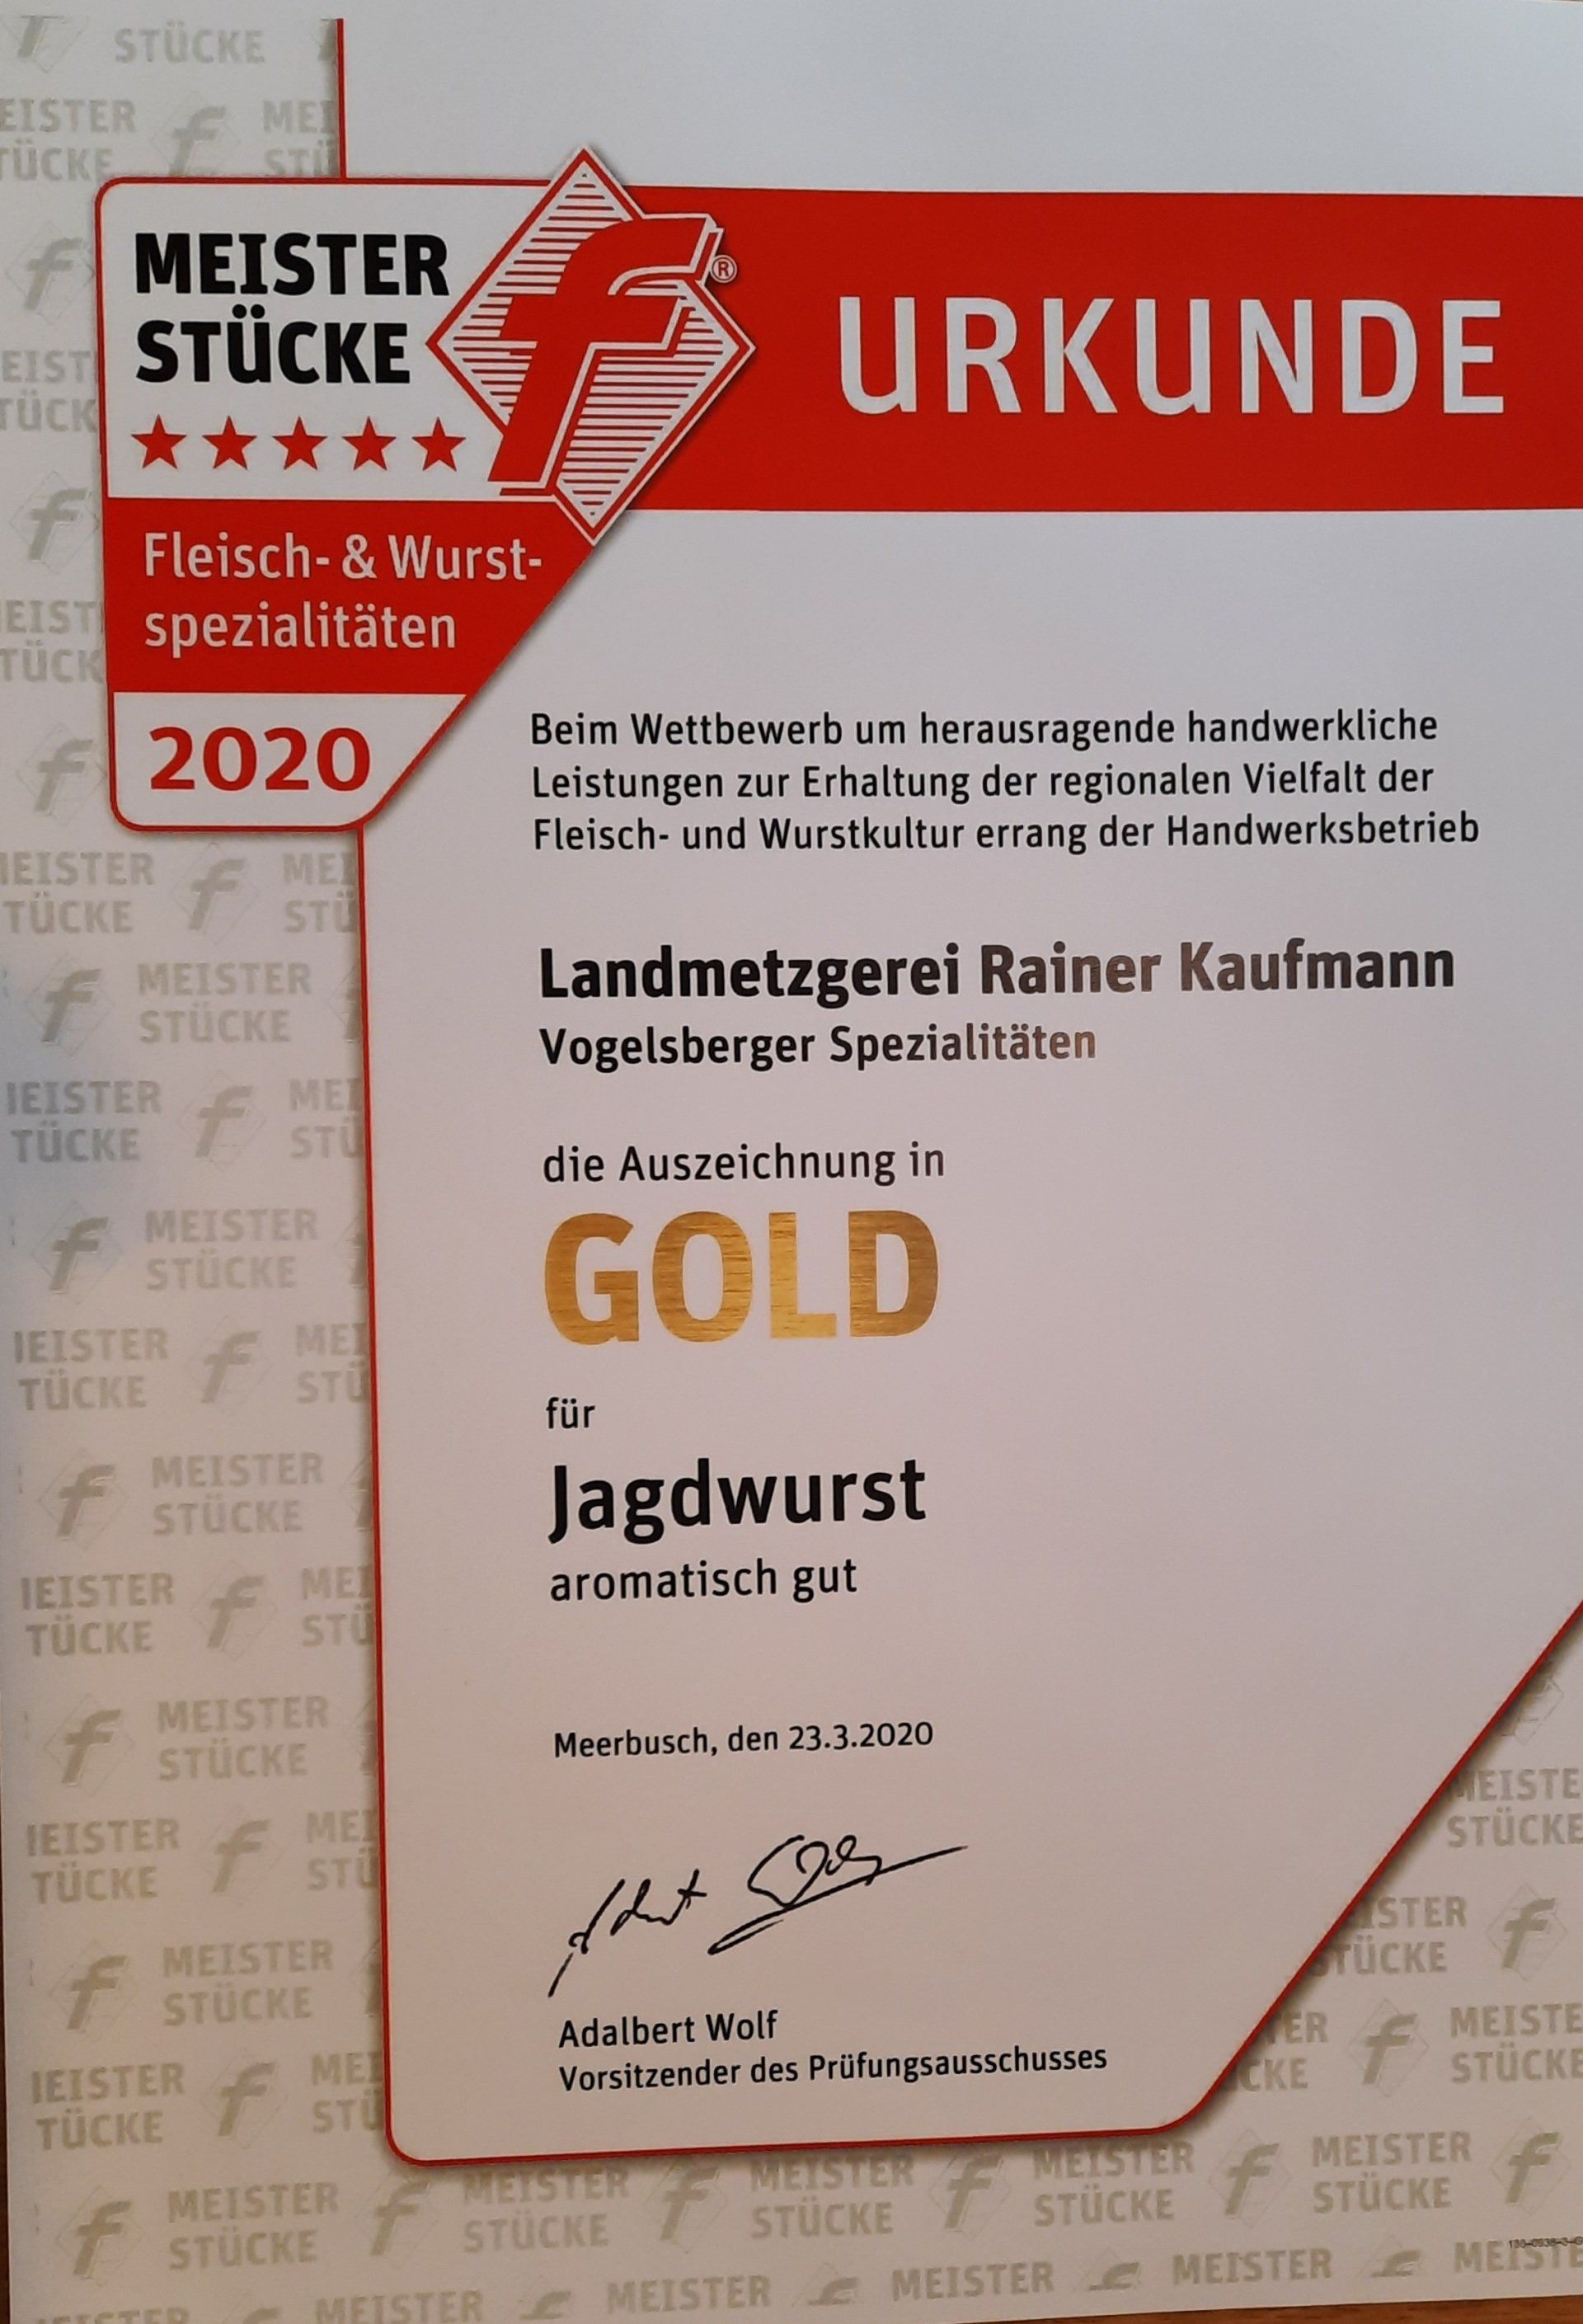 MEISTER
STÜCKE
f®
URKUNDE
Fleisch- & Wurst-
spezialitäten
2020
Beim Wettbewerb um herausragende handwerkliche
Leistungen zur Erhaltung der regionalen Vielfalt der
Fleisch- und Wurstkultur errang der Handwerksbetrieb
Landmetzgerei Rainer Kaufmann
Vogelsberger Spezialitäten
die Auszeichnung in
GOLD
für
Jagdwurst
aromatisch gut
Meerbusch, den 23.3.2020
Adalbert Wolf
Vorsitzender des Prüfungsausschusses